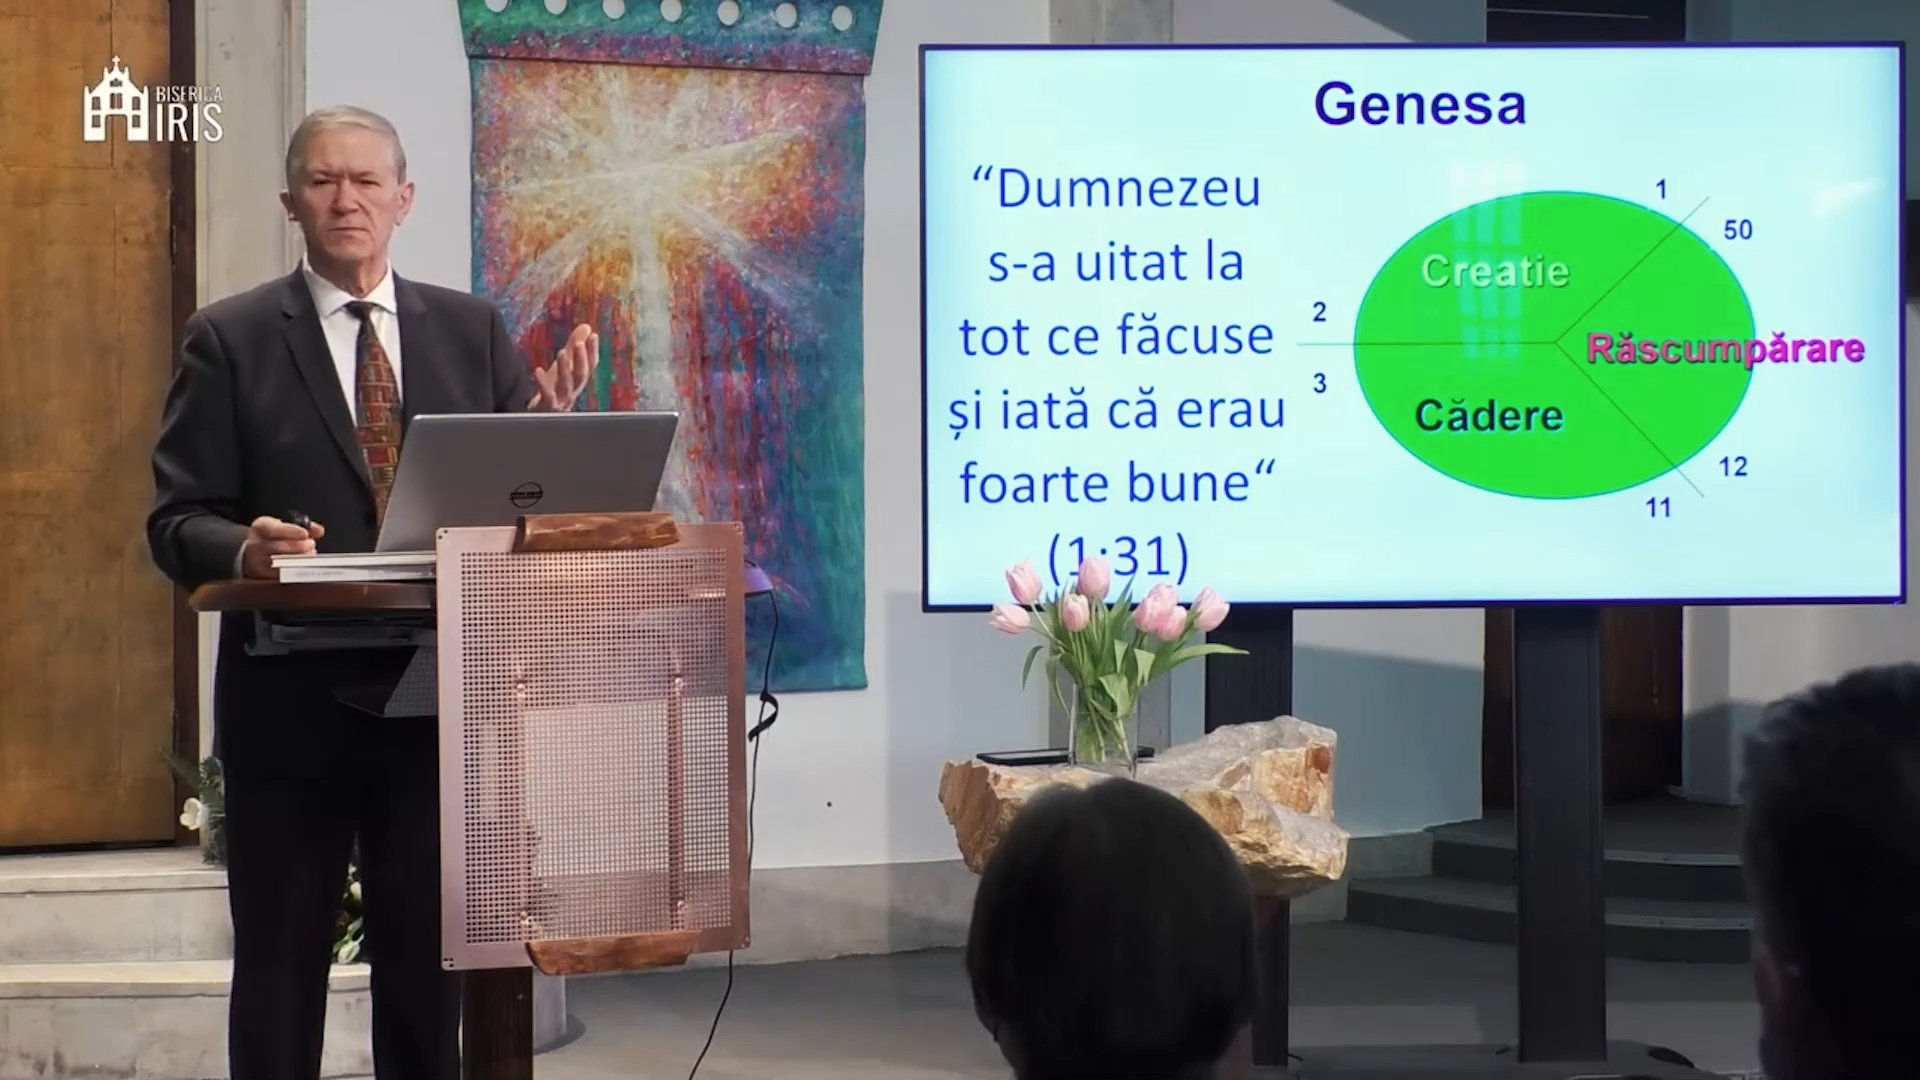 BISERICA
IRIS
Genesa
“Dumnezeu
s-a uitat la
tot ce făcuse
și iată că erau
foarte bune“
(1:31)
1
50
Creatie
2
Răscumpărare
3
Cădere
12
11